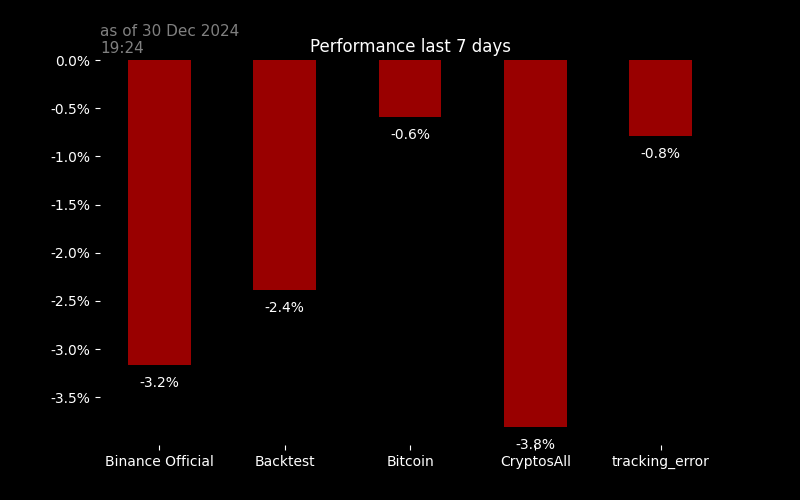 as of 30 Dec 2024
19:24
Performance last 7 days
0.0%
-0.5%
-1.0%
-1.5%
-2.0%
-2.5%
-3.0%
-3.5%
-3.2%
-2.4%
-0.6%
-3.8%
-0.8%
Binance Official
Backtest
Bitcoin
CryptosAll
tracking_error